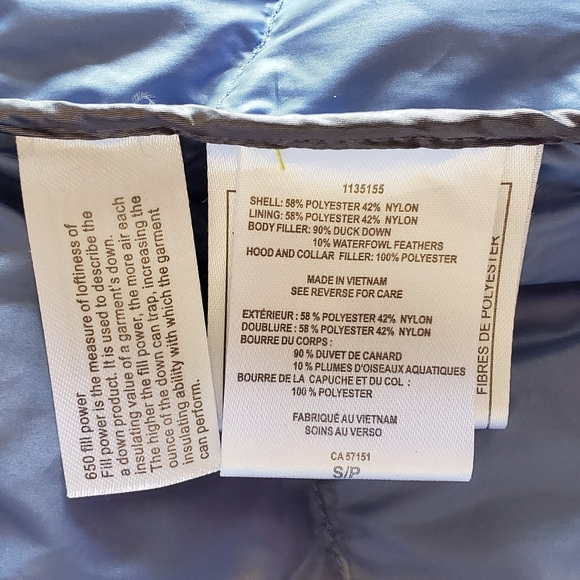 650 fill power
Fill power is the measure of loftiness of
a down product. It is used to describe the
insulating value of a garment's down.
The higher the fill power, the more air each
ounce of the down can trap, increasing the
insulating ability with which the garment
can perform.
1135155
SHELL: 58% POLYESTER 42% NYLON
LINING: 58% POLYESTER 42% NYLON
BODY FILLER: 90% DUCK DOWN
10% WATERFOWL FEATHERS
HOOD AND COLLAR FILLER: 100% POLYESTER
MADE IN VIETNAM
SEE REVERSE FOR CARE
EXTÉRIEUR: 58 % POLYESTER 42% NYLON
DOUBLURE : 58 % POLYESTER 42% NYLON
BOURRE DU CORPS :
90 % DUVET DE CANARD
10 % PLUMES D'OISEAUX AQUATIQUES
BOURRE DE LA CAPUCHE ET DU COL :
100 % POLYESTER
FABRIQUÉ AU VIETNAM
SOINS AU VERSO
CA 57151
S/P
FIBRES DE POLYESTER